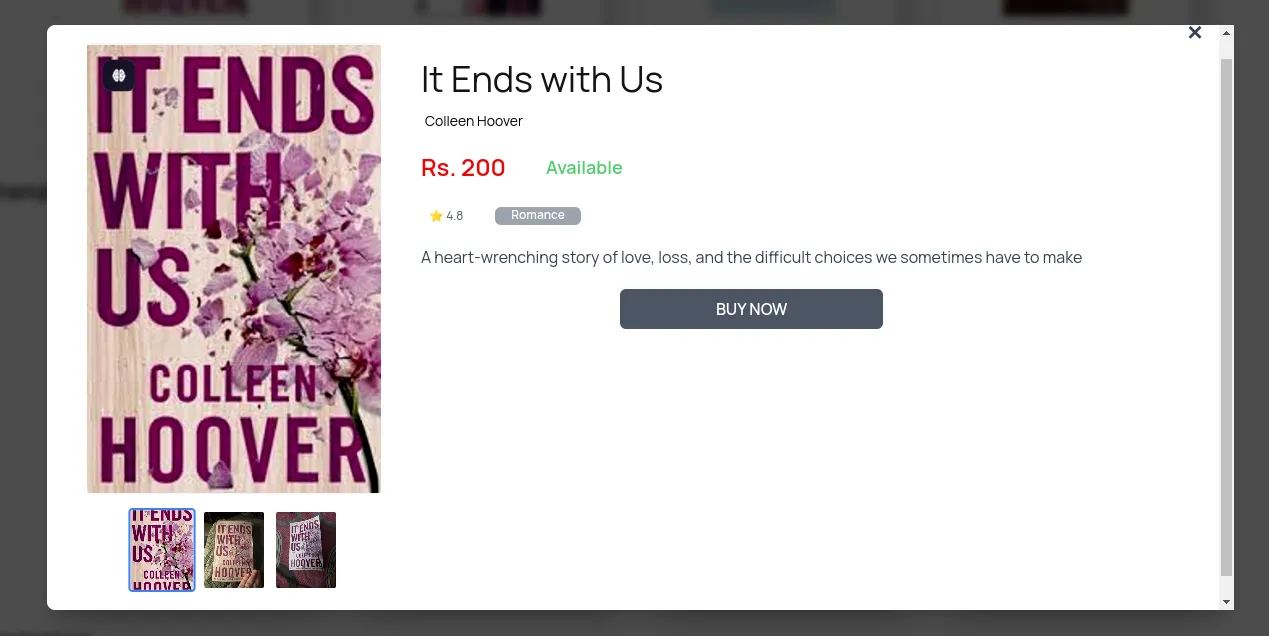 IT ENDS
WITH
US
COLLEEN
HOOVER
It Ends with Us
Colleen Hoover
Rs. 200 Available
⭐ 4.8 Romance
A heart-wrenching story of love, loss, and the difficult choices we sometimes have to make
BUY NOW
IT ENDS
WITH
US
COLLEEN
HOOVER
IT ENDS
WITH
US
COLLEEN
HOOVER
IT ENDS
WITH
US
COLLEEN
HOOVER